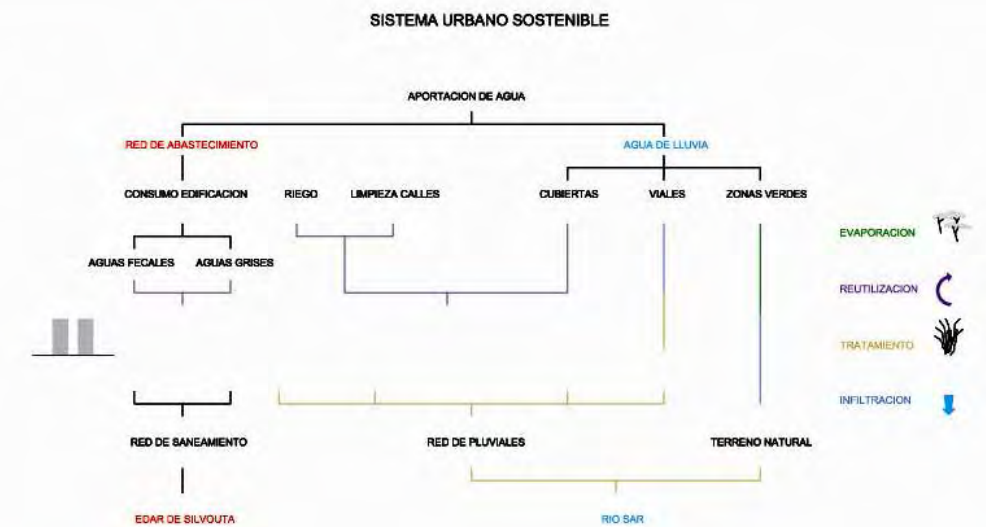 SISTEMA URBANO SOSTENIBLE
APORTACION DE AGUA
RED DE ABASTECIMIENTO
AGUA DE LLUVIA
CONSUMO EDIFICACION
RIEGO
LIMPIEZA CALLES
CUBIERTAS
VIALES
ZONAS VERDES
EVAPORACION
AGUAS FECALES
AGUAS GRISES
REUTILIZACION
TRATAMIENTO
INFILTRACION
RED DE SANEAMIENTO
RED DE PLUVIALES
TERRENO NATURAL
EDAR DE SILVOUTA
RIO SAR